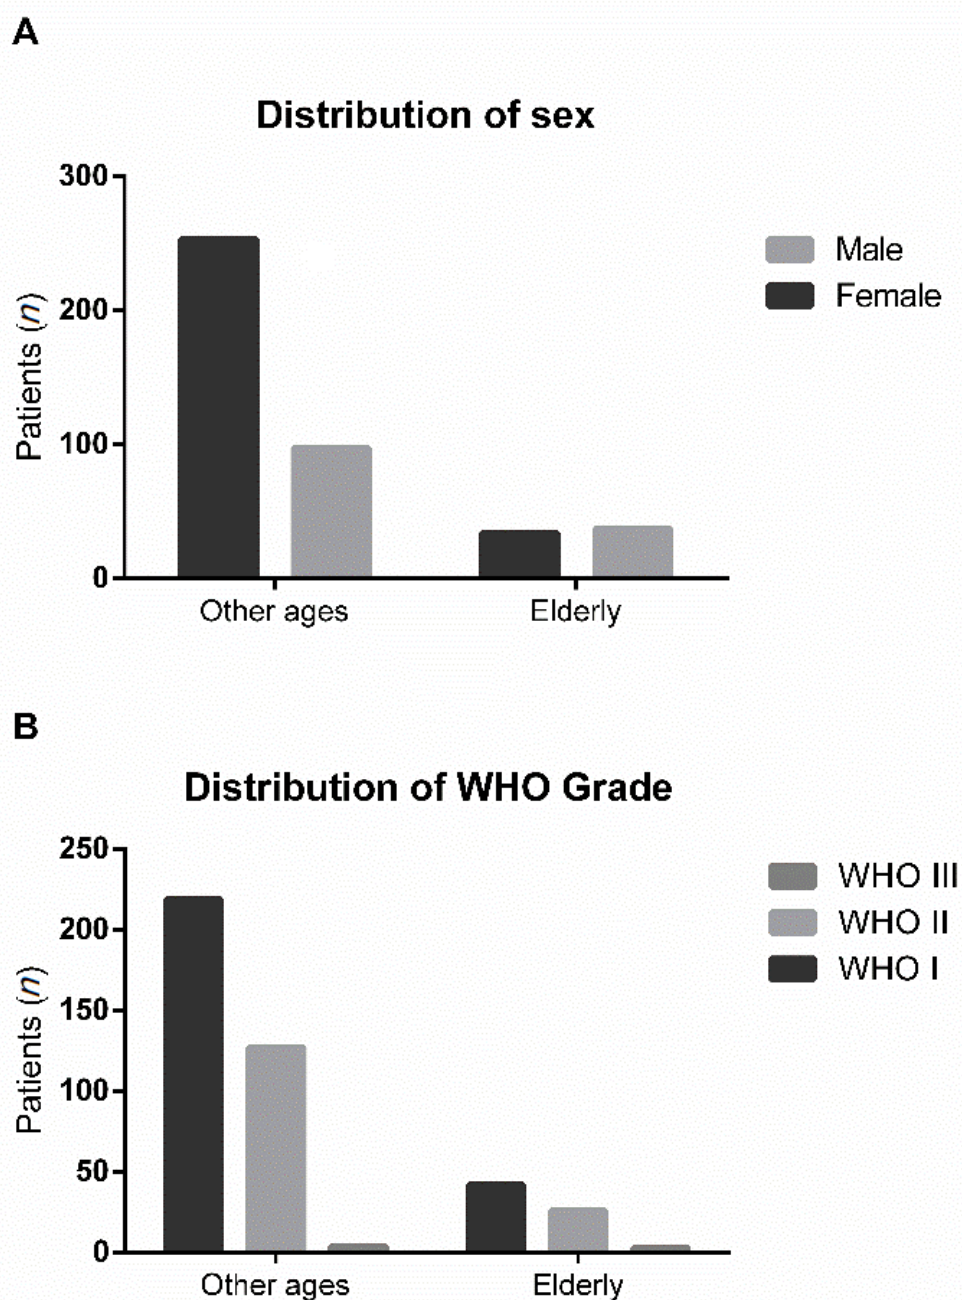 A
Distribution of sex
300
200
100
0
Patients (n)
Other ages
Elderly
Male
Female
B
Distribution of WHO Grade
250
200
150
100
50
0
Patients (n)
Other ages
Elderly
WHO III
WHO II
WHO I